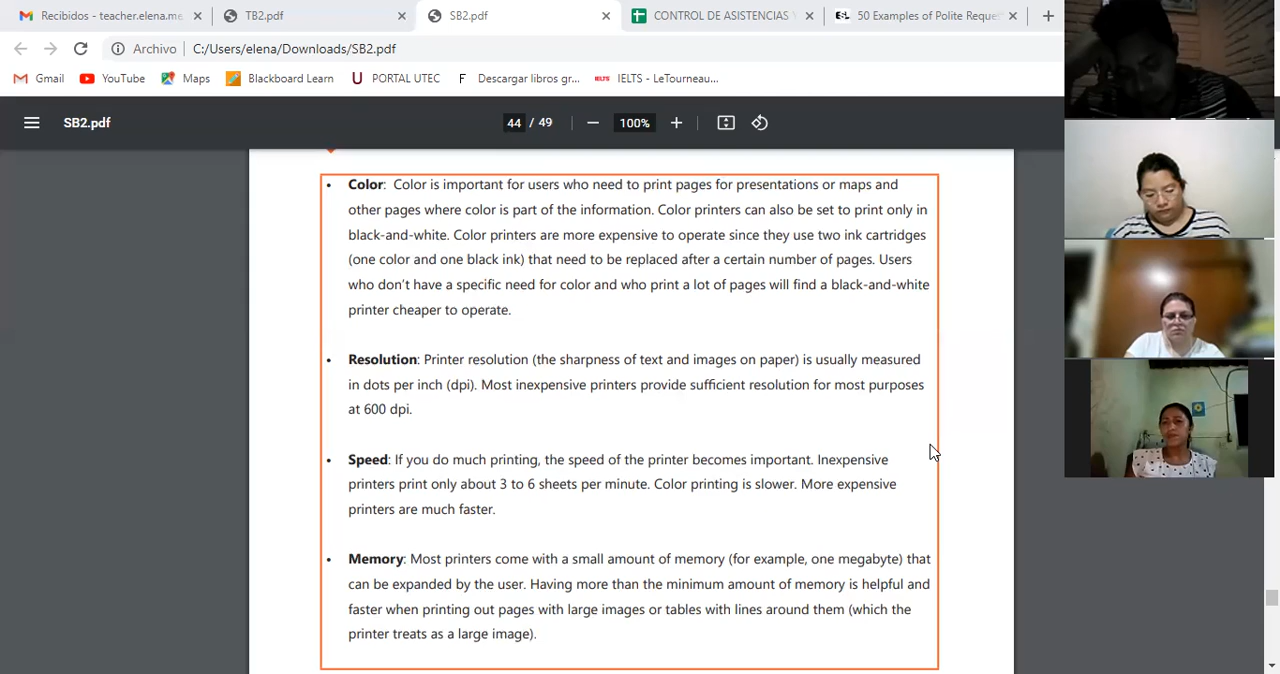 Recibidos - teacher.elena.me
TB2.pdf
SB2.pdf
CONTROL DE ASISTENCIAS
50 Examples of Polite Reque
Archivo
C:/Users/elena/Downloads/SB2.pdf
Gmail
YouTube
Maps
Blackboard Learn
PORTAL UTEC
F
Descargar libros gr...
IELTS
IELTS - LeTourneau...
SB2.pdf
44 / 49
100%
• Color: Color is important for users who need to print pages for presentations or maps and
other pages where color is part of the information. Color printers can also be set to print only in
black-and-white. Color printers are more expensive to operate since they use two ink cartridges
(one color and one black ink) that need to be replaced after a certain number of pages. Users
who don't have a specific need for color and who print a lot of pages will find a black-and-white
printer cheaper to operate.
• Resolution: Printer resolution (the sharpness of text and images on paper) is usually measured
in dots per inch (dpi). Most inexpensive printers provide sufficient resolution for most purposes
at 600 dpi.
• Speed: If you do much printing, the speed of the printer becomes important. Inexpensive
printers print only about 3 to 6 sheets per minute. Color printing is slower. More expensive
printers are much faster.
• Memory: Most printers come with a small amount of memory (for example, one megabyte) that
can be expanded by the user. Having more than the minimum amount of memory is helpful and
faster when printing out pages with large images or tables with lines around them (which the
printer treats as a large image).